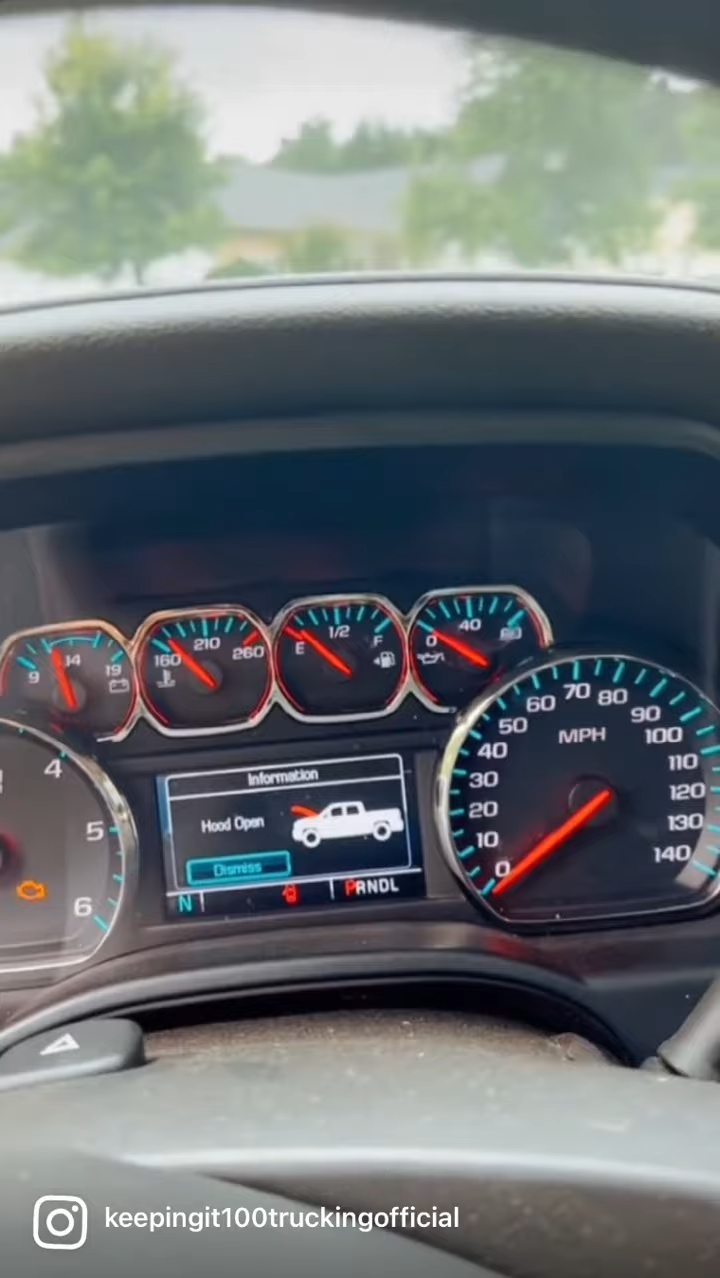 9 14 19
160 210 260
E 1/2 F
0 40
4
5
6
MPH
0 10 20 30 40 50 60 70 80 90 100 110 120 130 140
Information
Hood Open
Dismiss
N PRNDL
keepingit100truckingofficial